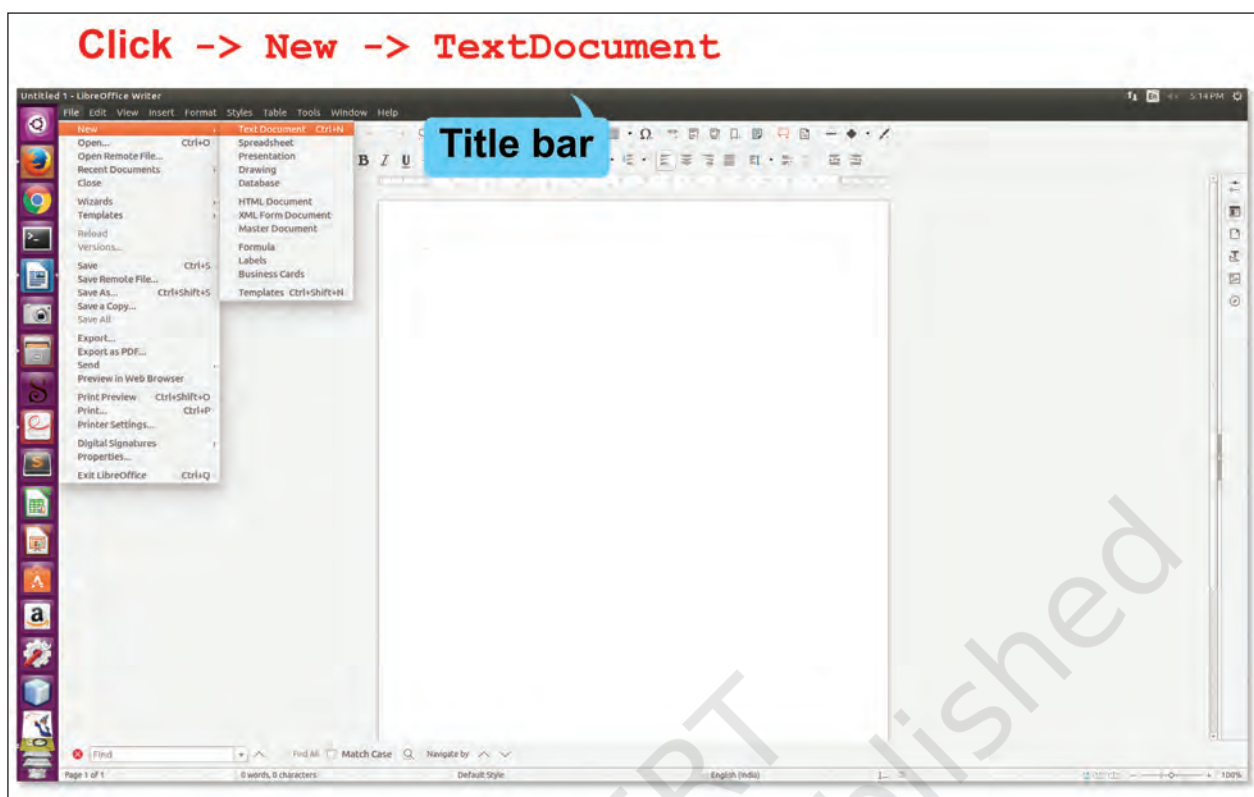 Click -> New -> TextDocument
Untitled 1 - LibreOffice Writer
En 5:14 PM
File Edit View Insert Format Styles Table Tools Window Help
Title bar
New
Open... Ctrl+O
Open Remote File...
Recent Documents
Close
Wizards
Templates
Reload
Versions...
Save Ctrl+S
Save Remote File...
Save As... Ctrl+Shift+S
Save a Copy...
Save All
Export...
Export as PDF...
Send
Preview in Web Browser
Print Preview Ctrl+Shift+O
Print... Ctrl+P
Printer Settings...
Digital Signatures
Properties...
Exit LibreOffice Ctrl+Q
Text Document Ctrl+N
Spreadsheet
Presentation
Drawing
Database
HTML Document
XML Form Document
Master Document
Formula
Labels
Business Cards
Templates Ctrl+Shift+N
B I U
Find
Find All Match Case Navigate by
Page 1 of 1 0 words, 0 characters Default Style English (India) 100%